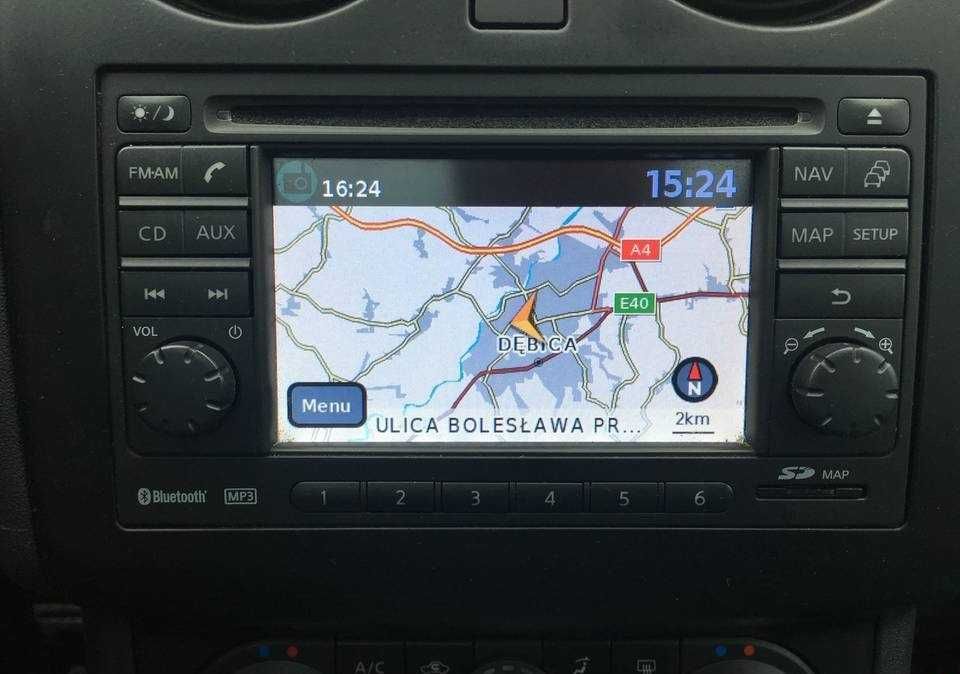 FM·AM
CD AUX
VOL
16:24
15:24
A4
E40
DĘBICA
Menu
ULICA BOLESŁAWA PR...
N
2km
NAV
MAP SETUP
Bluetooth MP3
1 2 3 4 5 6
SD MAP
A/C